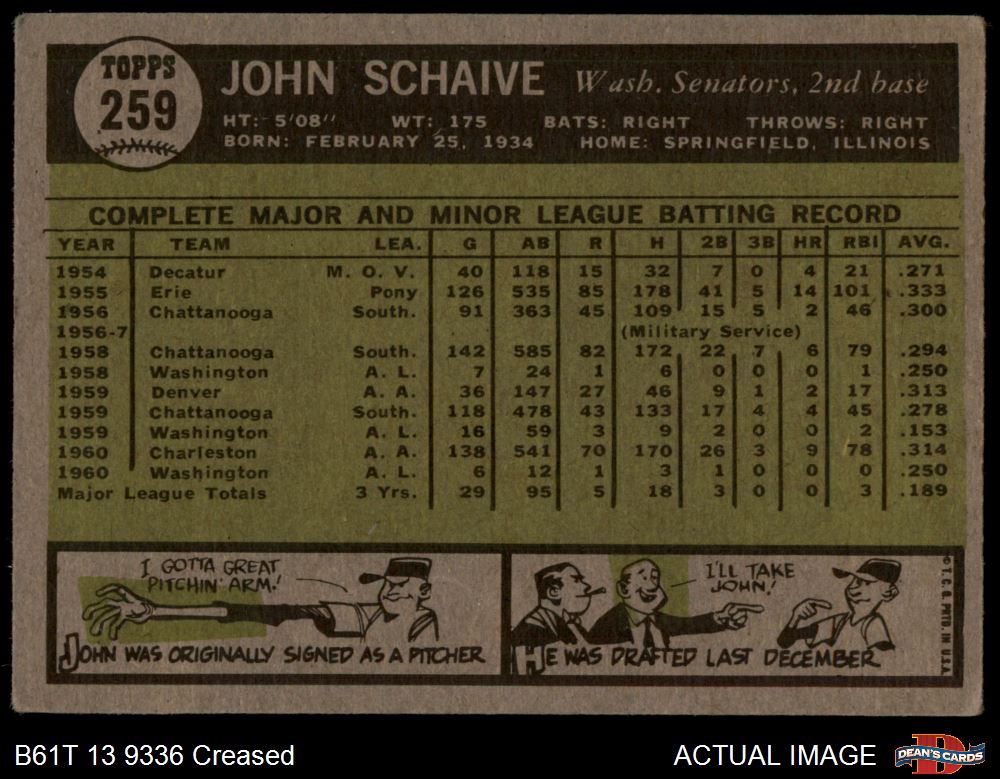 TOPPS
259
JOHN SCHAIVE Wash. Senators, 2nd base
HT: 5'08" WT: 175 BATS: RIGHT THROWS: RIGHT
BORN: FEBRUARY 25, 1934 HOME: SPRINGFIELD, ILLINOIS
COMPLETE MAJOR AND MINOR LEAGUE BATTING RECORD
YEAR TEAM LEA. G AB R H 2B 3B HR RBI AVG.
1954 Decatur M. O. V. 40 118 15 32 7 0 4 21 .271
1955 Erie Pony 126 535 85 178 41 5 14 101 .333
1956 Chattanooga South. 91 363 45 109 15 5 2 46 .300
1956-7 (Military Service)
1958 Chattanooga South. 142 585 82 172 22 7 6 79 .294
1958 Washington A. L. 7 24 1 6 0 0 0 1 .250
1959 Denver A. A. 36 147 27 46 9 1 2 17 .313
1959 Chattanooga South. 118 478 43 133 17 4 4 45 .278
1959 Washington A. L. 16 59 3 9 2 0 0 2 .153
1960 Charleston A. A. 138 541 70 170 26 3 9 78 .314
1960 Washington A. L. 6 12 1 3 1 0 0 0 .250
Major League Totals 3 Yrs. 29 95 5 18 3 0 0 3 .189
I GOTTA GREAT
PITCHIN' ARM!
JOHN WAS ORIGINALLY SIGNED AS A PITCHER
I'LL TAKE
JOHN!
HE WAS DRAFTED LAST DECEMBER
© T.C.G. PRTD IN U.S.A.
B61T 13 9336 Creased
ACTUAL IMAGE
D
DEAN'S CARDS